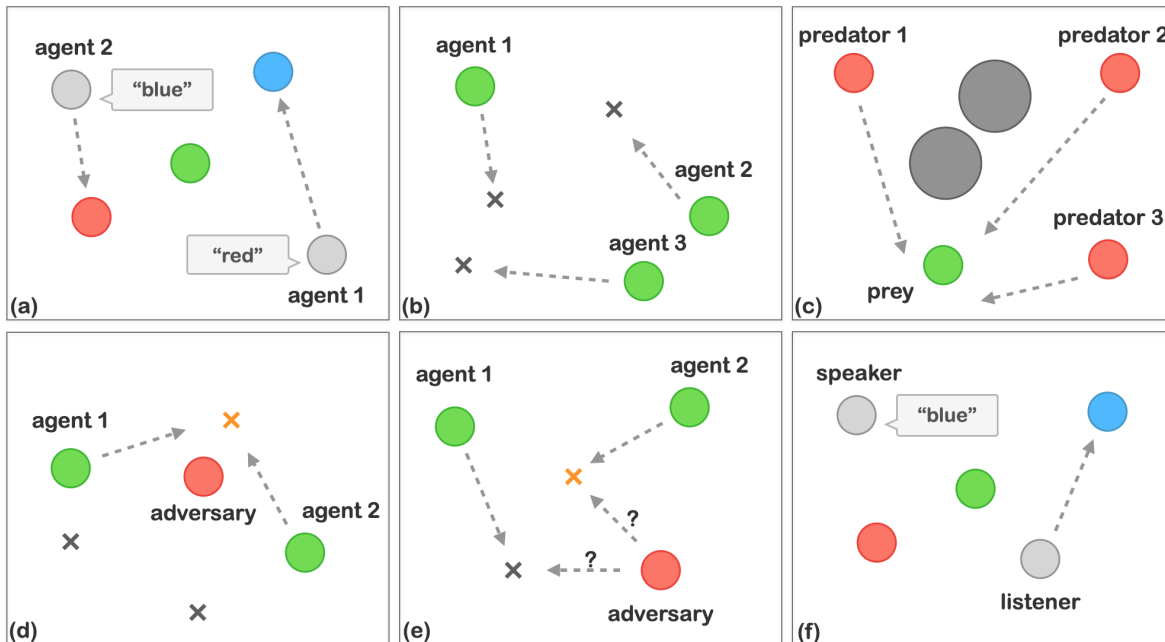 agent 2
“blue”
“red”
agent 1
(a)
agent 1
agent 2
agent 3
(b)
predator 1
predator 2
predator 3
prey
(c)
agent 1
adversary
agent 2
(d)
agent 1
agent 2
?
?
adversary
(e)
speaker
“blue”
listener
(f)